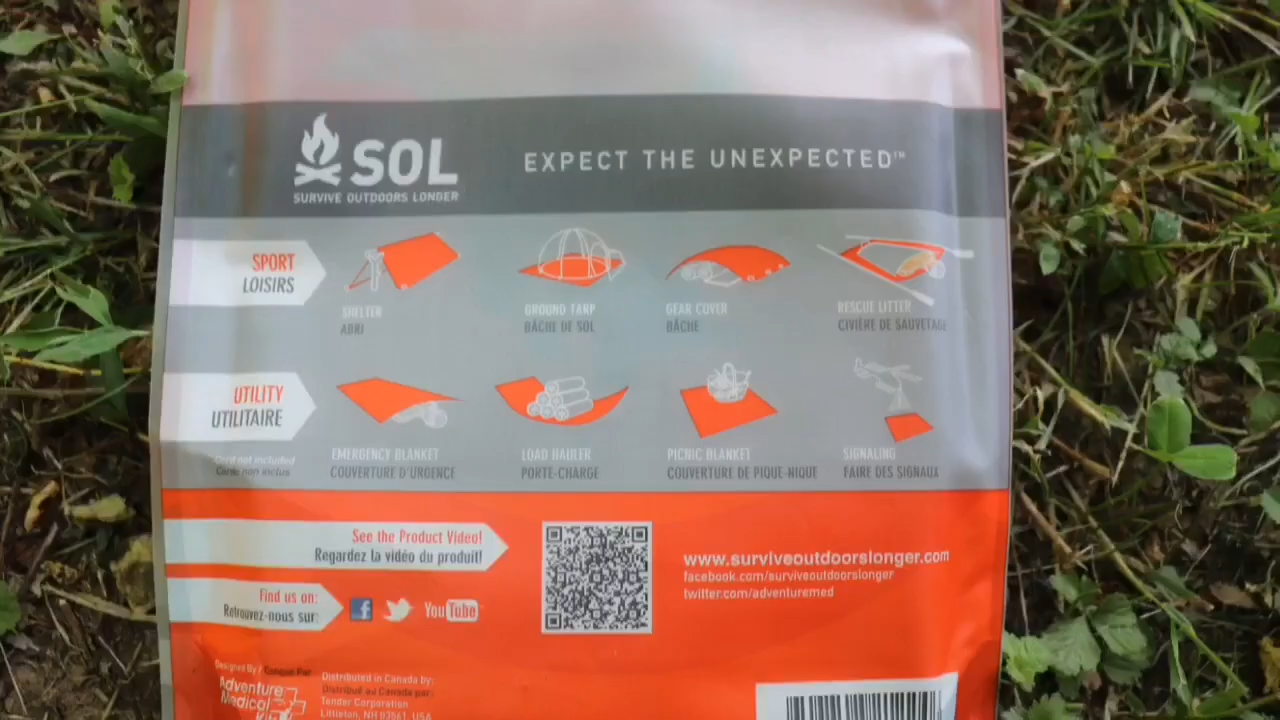 SOL
SURVIVE OUTDOORS LONGER
EXPECT THE UNEXPECTED™
SPORT
LOISIRS
SHELTER
ABRI
GROUND TARP
BÂCHE DE SOL
GEAR COVER
BÂCHE
RESCUE LITTER
CIVIÈRE DE SAUVETAGE
UTILITY
UTILITAIRE
EMERGENCY BLANKET
COUVERTURE D'URGENCE
LOAD HAULER
PORTE-CHARGE
PICNIC BLANKET
COUVERTURE DE PIQUE-NIQUE
SIGNALING
FAIRE DES SIGNAUX
Cord not included
non inclus
See the Product Video!
Regardez la vidéo du produit!
Find us on:
Retrouvez-nous sur:
f
YouTube
www.surviveoutdoorslonger.com
facebook.com/surviveoutdoorslonger
twitter.com/adventuremed
Designed By / Conçue Par
Adventure
Medical
Distributed in Canada by:
Distribué au Canada par:
Tender Corporation
Littleton, NH 03561, USA